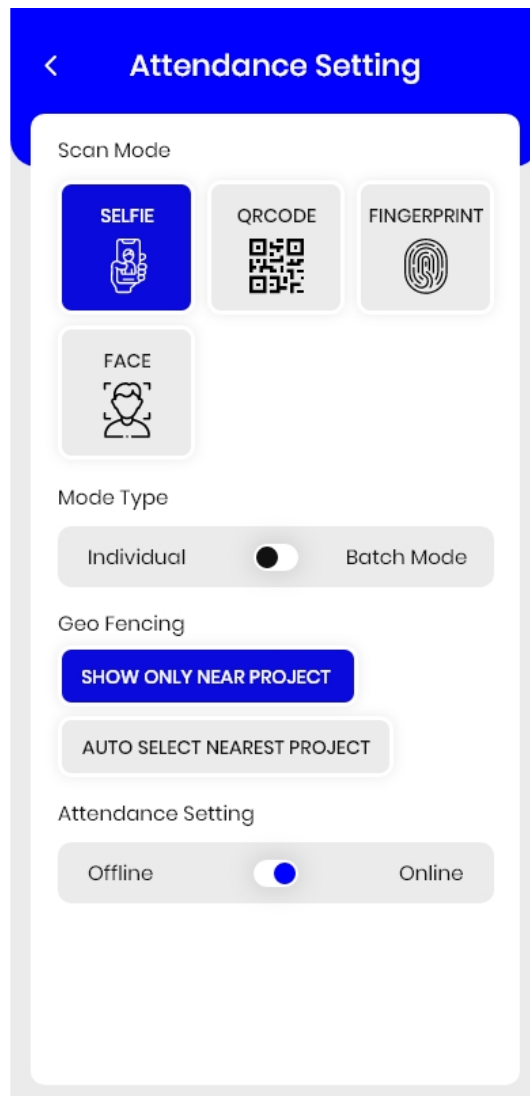 Attendance Setting
Scan Mode
SELFIE
QRCODE
FINGERPRINT
FACE
Mode Type
Individual
Batch Mode
Geo Fencing
SHOW ONLY NEAR PROJECT
AUTO SELECT NEAREST PROJECT
Attendance Setting
Offline
Online